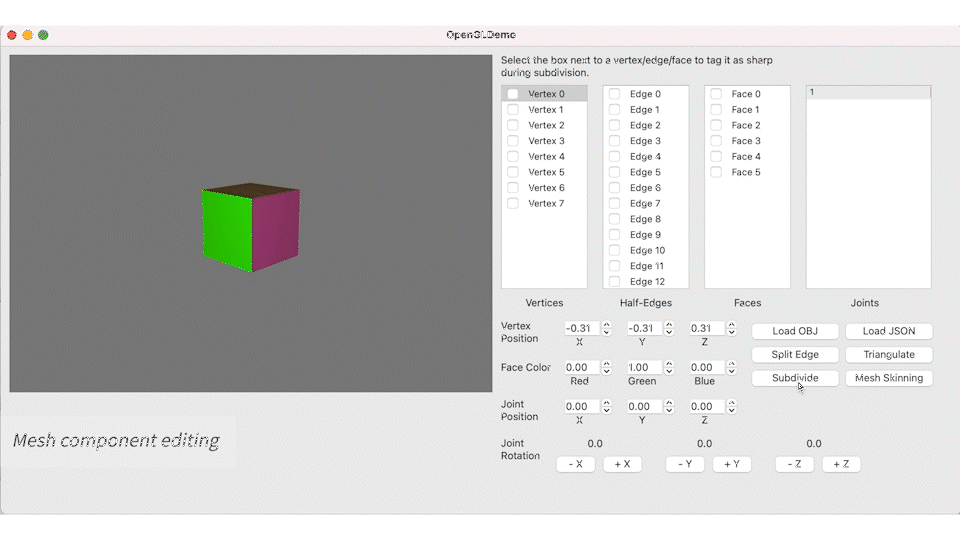 OpenGLDemo
Select the box next to a vertex/edge/face to tag it as sharp
during subdivision.
Vertex 0
Vertex 1
Vertex 2
Vertex 3
Vertex 4
Vertex 5
Vertex 6
Vertex 7
Edge 0
Edge 1
Edge 2
Edge 3
Edge 4
Edge 5
Edge 6
Edge 7
Edge 8
Edge 9
Edge 10
Edge 11
Edge 12
Face 0
Face 1
Face 2
Face 3
Face 4
Face 5
1
Vertices
Half-Edges
Faces
Joints
Vertex
Position
-0.31
-0.31
0.31
X
Y
Z
Load OBJ
Load JSON
Split Edge
Triangulate
Face Color
0.00
1.00
0.00
Red
Green
Blue
Subdivide
Mesh Skinning
Joint
Position
0.00
0.00
0.00
X
Y
Z
Mesh component editing
Joint
Rotation
0.0
0.0
0.0
- X
+ X
- Y
+ Y
- Z
+ Z